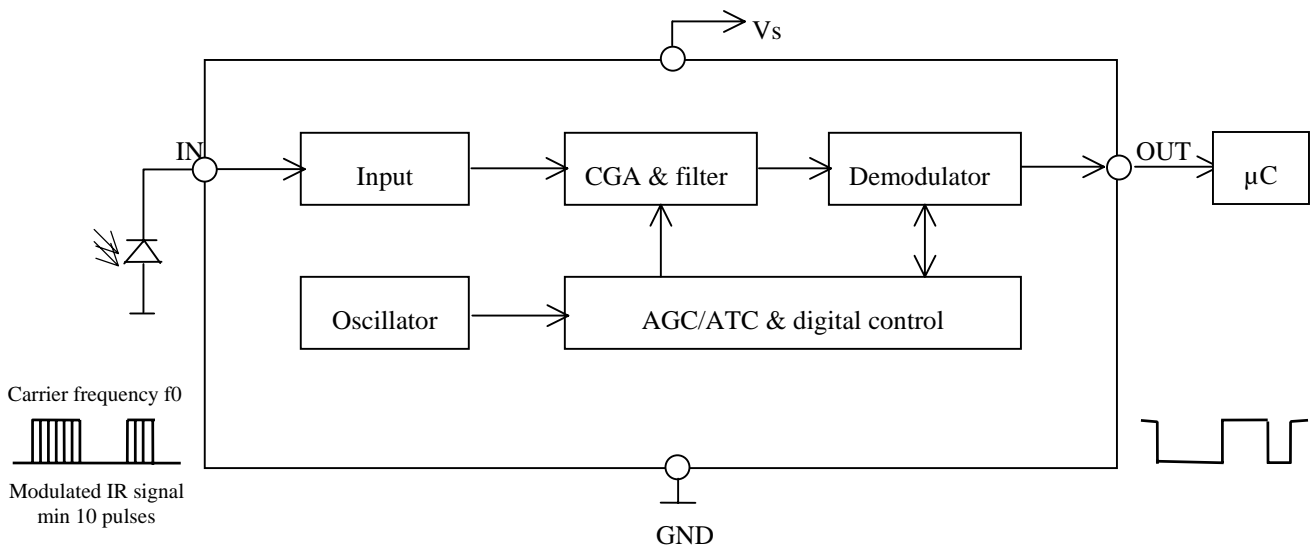 Vs
IN
Input
CGA & filter
Demodulator
OUT
µC
Oscillator
AGC/ATC & digital control
Carrier frequency f0
Modulated IR signal
min 10 pulses
GND